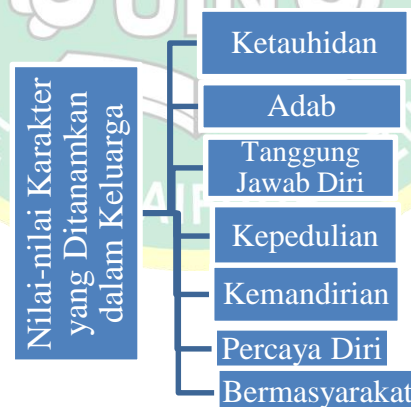 Nilai-nilai Karakter
yang Ditanamkan
dalam Keluarga
Ketauhidan
Adab
Tanggung
Jawab Diri
Kepedulian
Kemandirian
Percaya Diri
Bermasyarakat